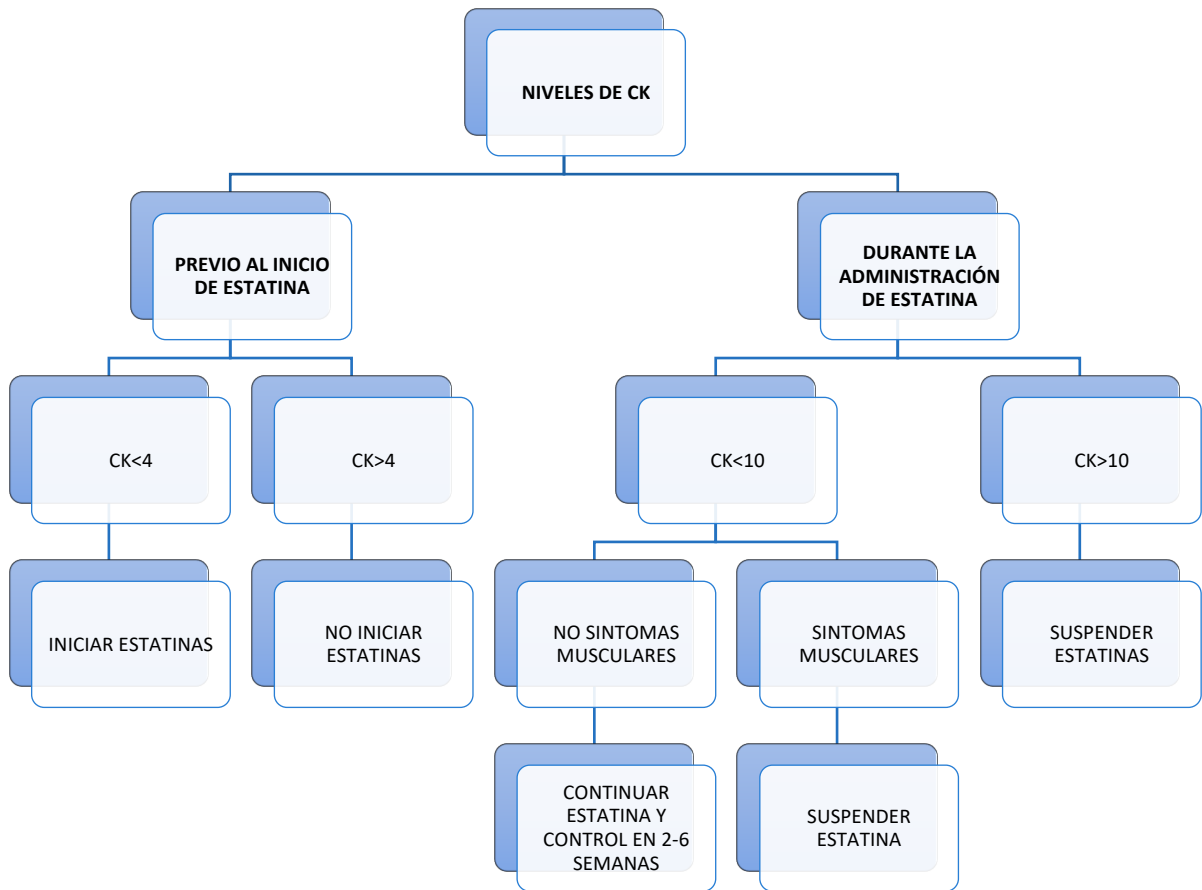 NIVELES DE CK
PREVIO AL INICIO
DE ESTATINA
DURANTE LA
ADMINISTRACIÓN
DE ESTATINA
CK<4
CK>4
CK<10
CK>10
INICIAR ESTATINAS
NO INICIAR
ESTATINAS
NO SINTOMAS
MUSCULARES
SINTOMAS
MUSCULARES
SUSPENDER
ESTATINAS
CONTINUAR
ESTATINA Y
CONTROL EN 2-6
SEMANAS
SUSPENDER
ESTATINA